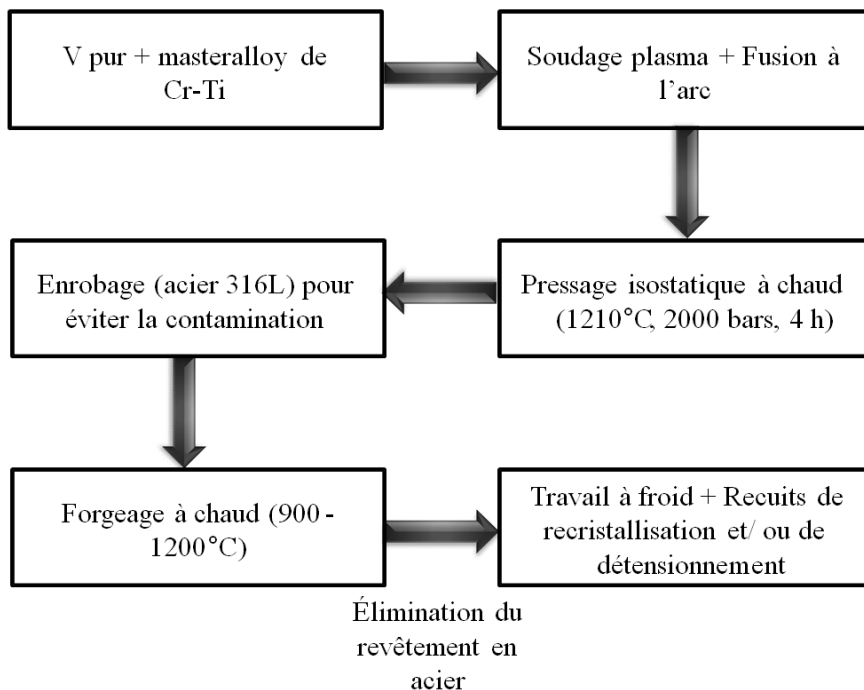 V pur + masteralloy de
Cr-Ti
Soudage plasma + Fusion à
l’arc
Pressage isostatique à chaud
(1210°C, 2000 bars, 4 h)
Enrobage (acier 316L) pour
éviter la contamination
Forgeage à chaud (900 -
1200°C)
Élimination du
revêtement en
acier
Travail à froid + Recuits de
recristallisation et/ ou de
détensionnement